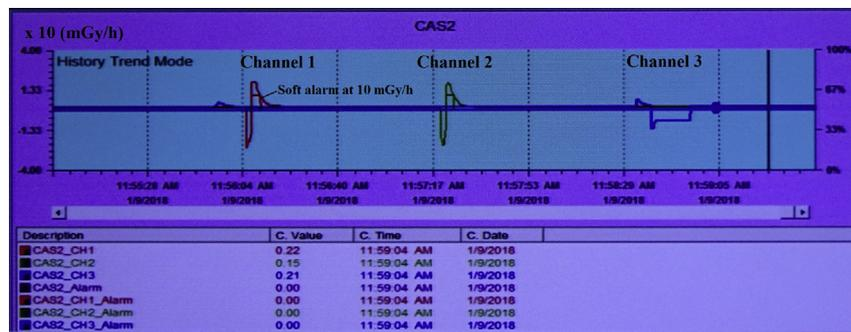 CAS2
x 10 (mGy/h)
4.00 100%
History Trend Mode Channel 1 Channel 2 Channel 3
1.33 Soft alarm at 10 mGy/h 67%
-1.33 33%
-4.00 0%
11:55:28 AM 11:56:04 AM 11:56:40 AM 11:57:17 AM 11:57:53 AM 11:58:29 AM 11:59:05 AM
1/9/2018 1/9/2018 1/9/2018 1/9/2018 1/9/2018 1/9/2018 1/9/2018
Description C. Value C. Time C. Date
CAS2_CH1 0.22 11:59:04 AM 1/9/2018
CAS2_CH2 0.15 11:59:04 AM 1/9/2018
CAS2_CH3 0.21 11:59:04 AM 1/9/2018
CAS2_Alarm 0.00 11:59:04 AM 1/9/2018
CAS2_CH1_Alarm 0.00 11:59:04 AM 1/9/2018
CAS2_CH2_Alarm 0.00 11:59:04 AM 1/9/2018
CAS2_CH3_Alarm 0.00 11:59:04 AM 1/9/2018